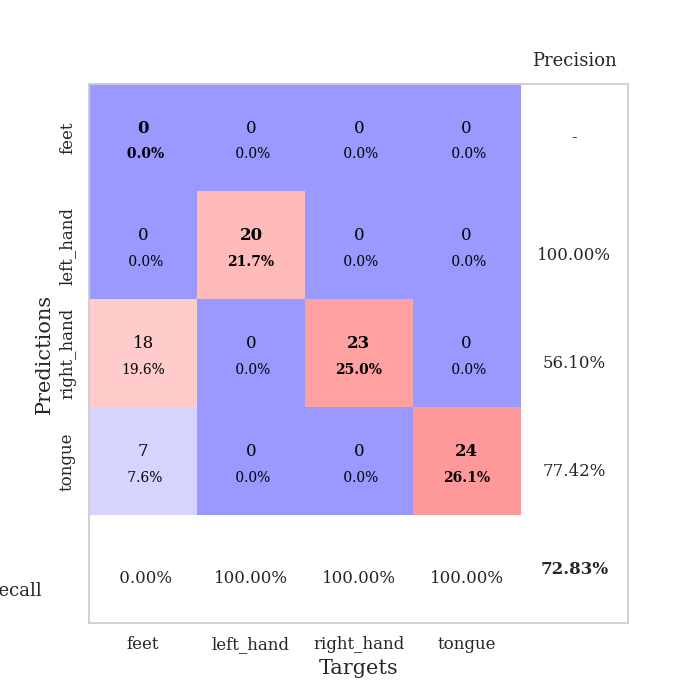 Precision
feet
0 0 0 0
0.0% 0.0% 0.0% 0.0%
-
left_hand
0 20 0 0
0.0% 21.7% 0.0% 0.0%
100.00%
Predictions
right_hand
18 0 23 0
19.6% 0.0% 25.0% 0.0%
56.10%
tongue
7 0 0 24
7.6% 0.0% 0.0% 26.1%
77.42%
ecall
0.00% 100.00% 100.00% 100.00%
72.83%
feet left_hand right_hand tongue
Targets